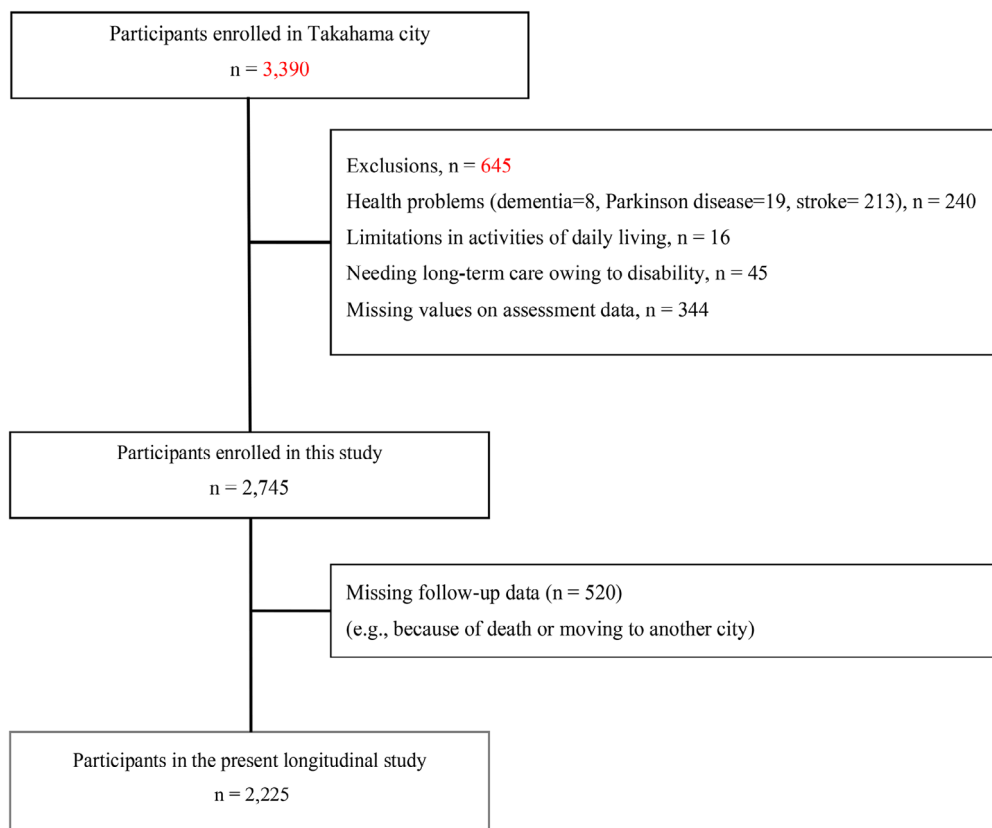 Participants enrolled in Takahama city
n = 3,390
Exclusions, n = 645
Health problems (dementia=8, Parkinson disease=19, stroke= 213), n = 240
Limitations in activities of daily living, n = 16
Needing long-term care owing to disability, n = 45
Missing values on assessment data, n = 344
Participants enrolled in this study
n = 2,745
Missing follow-up data (n = 520)
(e.g., because of death or moving to another city)
Participants in the present longitudinal study
n = 2,225